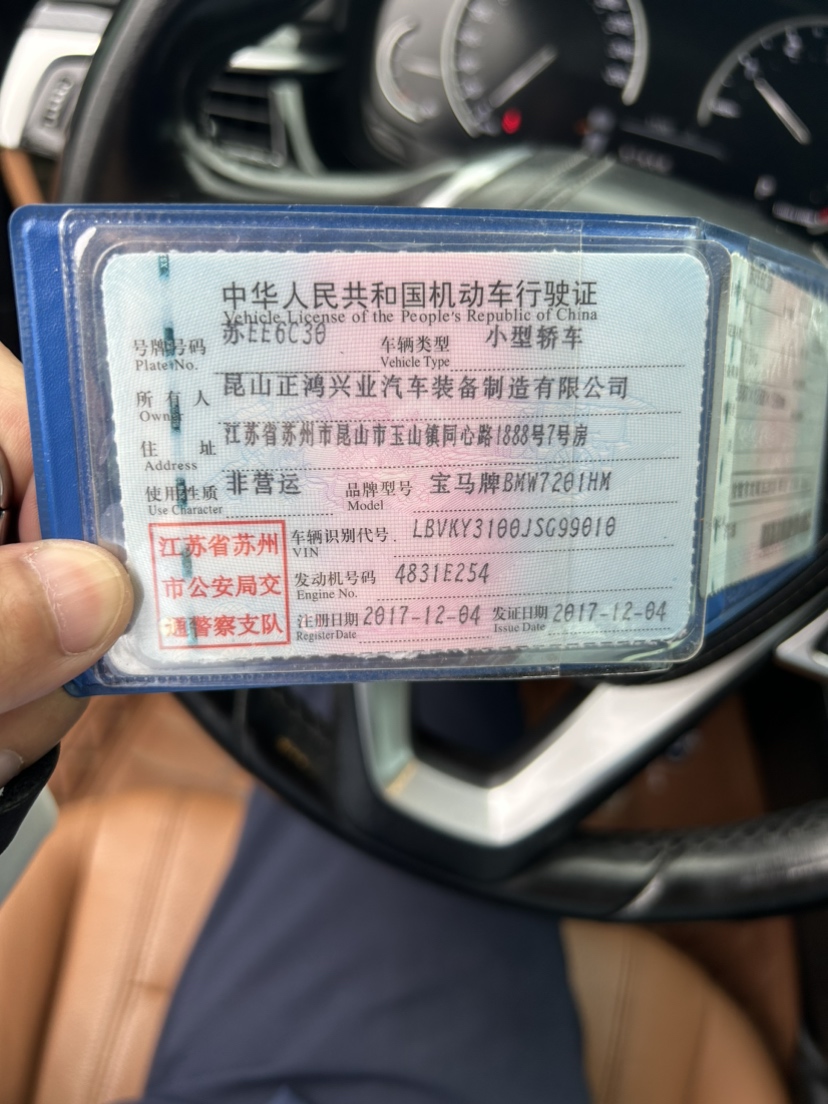 中华人民共和国机动车行驶证
Vehicle License of the People's Republic of China
号牌号码 苏EE6C30 车辆类型 小型轿车
Plate No. Vehicle Type
所有人 昆山正鸿兴业汽车装备制造有限公司
Owner
住址 江苏省苏州市昆山市玉山镇同心路1888号7号房
Address
使用性质 非营运 品牌型号 宝马牌BMW7201HM
Use Character Model
江苏省苏州
市公安局交
通警察支队
车辆识别代号 LBVKY3100JSG99010
VIN
发动机号码 4831E254
Engine No.
注册日期 2017-12-04 发证日期 2017-12-04
Register Date Issue Date